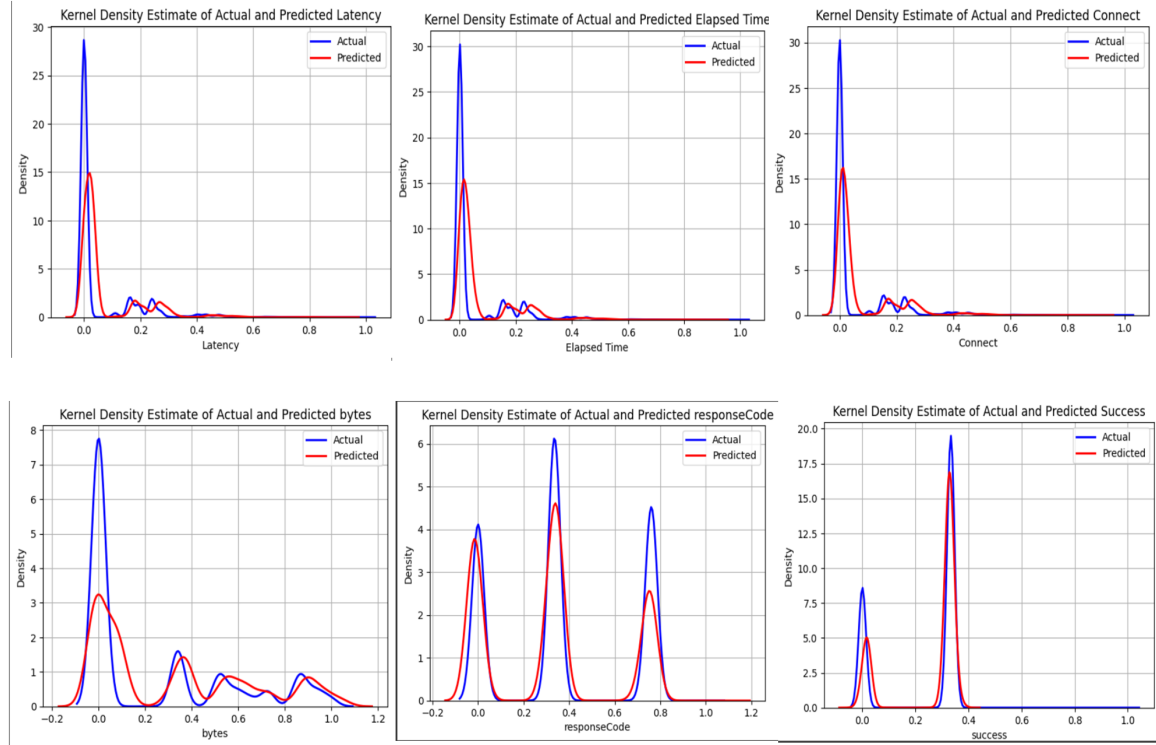 Kernel Density Estimate of Actual and Predicted Latency
Actual
Predicted
30
25
20
15
10
5
0
Density
0.0 0.2 0.4 0.6 0.8 1.0
Latency
Kernel Density Estimate of Actual and Predicted Elapsed Time
Actual
Predicted
30
25
20
15
10
5
0
Density
0.0 0.2 0.4 0.6 0.8 1.0
Elapsed Time
Kernel Density Estimate of Actual and Predicted Connect
Actual
Predicted
30
25
20
15
10
5
0
Density
0.0 0.2 0.4 0.6 0.8 1.0
Connect
Kernel Density Estimate of Actual and Predicted bytes
Actual
Predicted
8
7
6
5
4
3
2
1
0
Density
−0.2 0.0 0.2 0.4 0.6 0.8 1.0 1.2
bytes
Kernel Density Estimate of Actual and Predicted responseCode
Actual
Predicted
6
5
4
3
2
1
0
Density
−0.2 0.0 0.2 0.4 0.6 0.8 1.0 1.2
responseCode
Kernel Density Estimate of Actual and Predicted Success
Actual
Predicted
20.0
17.5
15.0
12.5
10.0
7.5
5.0
2.5
0.0
Density
0.0 0.2 0.4 0.6 0.8 1.0
success